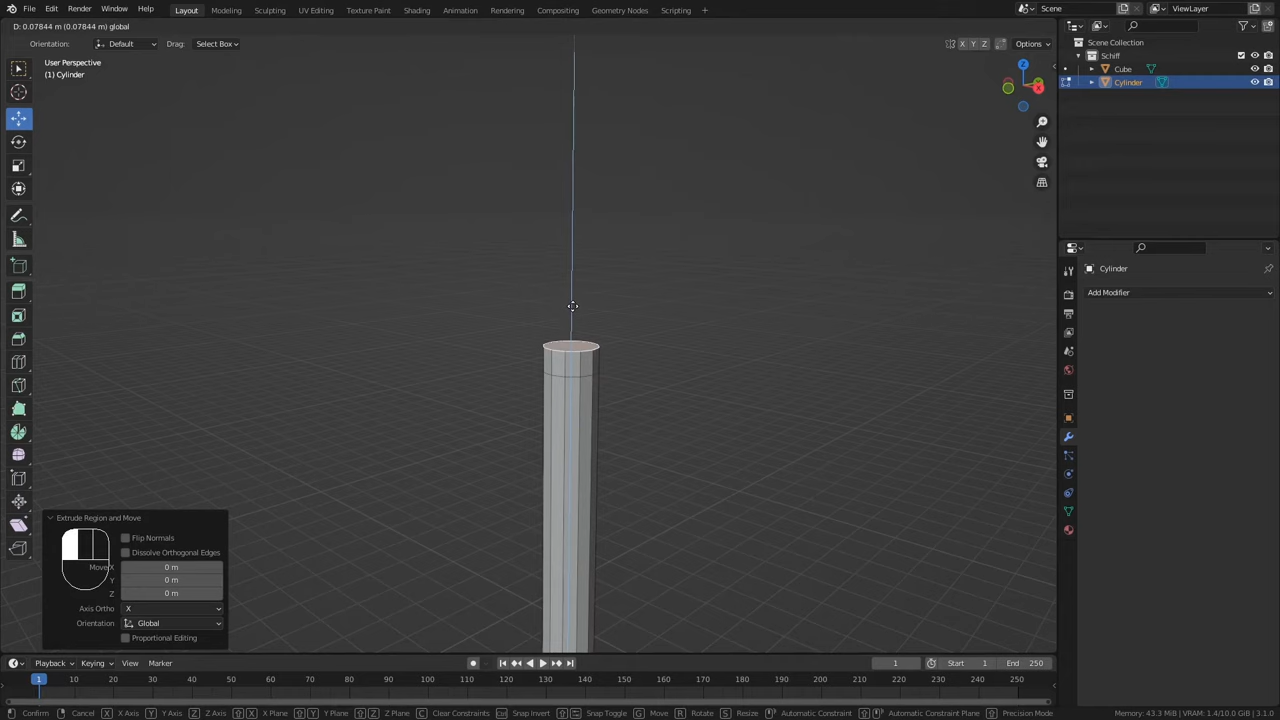 File Edit Render Window Help Layout Modeling Sculpting UV Editing Texture Paint Shading Animation Rendering Compositing Geometry Nodes Scripting + Scene ViewLayer
D: 0.07844 m (0.07844 m) global
Orientation: Default Drag: Select Box X Y Z Options
Scene Collection
Schiff
Cube
Cylinder
User Perspective
(1) Cylinder
Z
X
Cylinder
Add Modifier
Extrude Region and Move
Flip Normals
Dissolve Orthogonal Edges
Move X 0 m
Y 0 m
Z 0 m
Axis Ortho X
Orientation Global
Proportional Editing
Playback Keying View Marker 1 Start 1 End 250
1 10 20 30 40 50 60 70 80 90 100 110 120 130 140 150 160 170 180 190 200 210 220 230 240 250
Confirm Cancel X X Axis Y Y Axis Z Z Axis X X Plane Y Y Plane Z Z Plane C Clear Constraints Snap Invert Snap Toggle G Move R Rotate S Resize Automatic Constraint Automatic Constraint Plane Precision Mode Memory: 43.3 MiB | VRAM: 1.4/10.0 GiB | 3.1.0